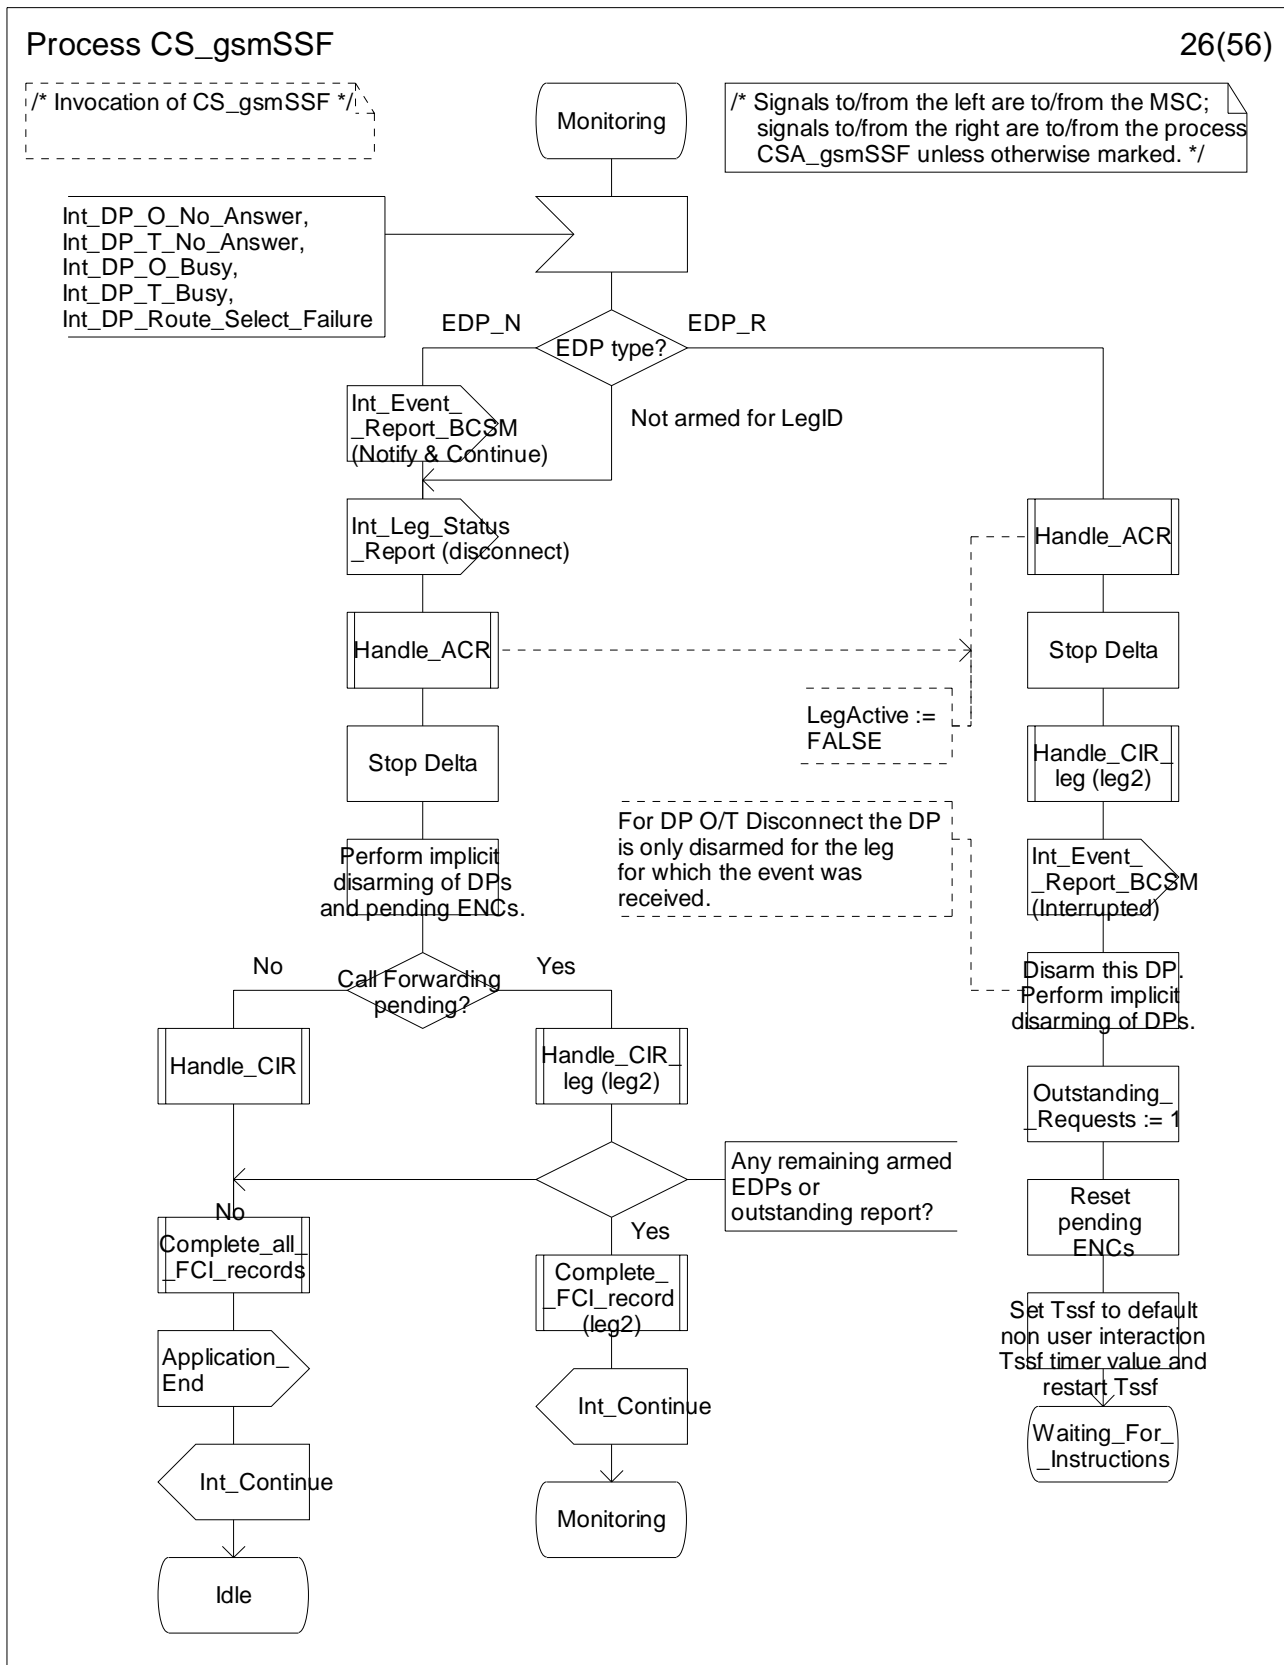 Process CS_gsmSSF
26(56)
/* Invocation of CS_gsmSSF */
Monitoring
/* Signals to/from the left are to/from the MSC;
signals to/from the right are to/from the process
CSA_gsmSSF unless otherwise marked. */
Int_DP_O_No_Answer,
Int_DP_T_No_Answer,
Int_DP_O_Busy,
Int_DP_T_Busy,
Int_DP_Route_Select_Failure
EDP_N
EDP type?
EDP_R
Int_Event_
_Report_BCSM
(Notify & Continue)
Not armed for LegID
Int_Leg_Status
_Report (disconnect)
Handle_ACR
Handle_ACR
Stop Delta
LegActive :=
FALSE
Stop Delta
Handle_CIR_
leg (leg2)
For DP O/T Disconnect the DP
is only disarmed for the leg
for which the event was
received.
Perform implicit
disarming of DPs
and pending ENCs.
Int_Event_
_Report_BCSM
(Interrupted)
No
Call Forwarding
pending?
Yes
Disarm this DP.
Perform implicit
disarming of DPs.
Handle_CIR
Handle_CIR_
leg (leg2)
Outstanding_
_Requests := 1
Any remaining armed
EDPs or
outstanding report?
Reset
pending
ENCs
No
Yes
Complete_all_
_FCI_records
Complete_
_FCI_record
(leg2)
Set Tssf to default
non user interaction
Tssf timer value and
restart Tssf
Application_
End
Int_Continue
Waiting_For_
_Instructions
Int_Continue
Monitoring
Idle